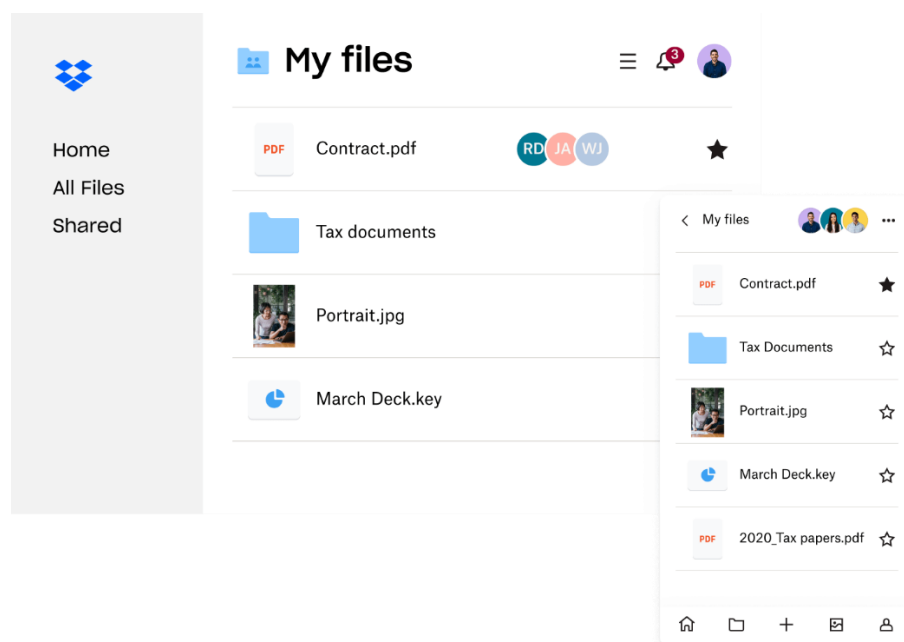 My files
3
Home
All Files
Shared
PDF
Contract.pdf
RD
JA
WJ
Tax documents
Portrait.jpg
March Deck.key
My files
PDF
Contract.pdf
Tax Documents
Portrait.jpg
March Deck.key
PDF
2020_Tax papers.pdf